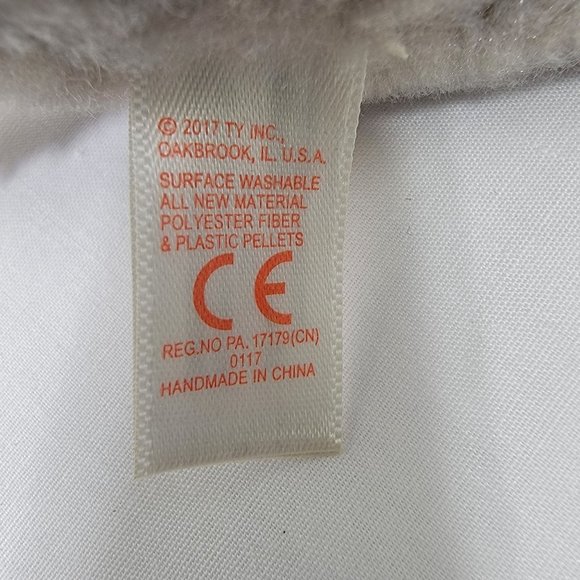 © 2017 TY INC.,
OAKBROOK, IL. U.S.A.
SURFACE WASHABLE
ALL NEW MATERIAL
POLYESTER FIBER
& PLASTIC PELLETS
CE
REG.NO PA. 17179(CN)
0117
HANDMADE IN CHINA